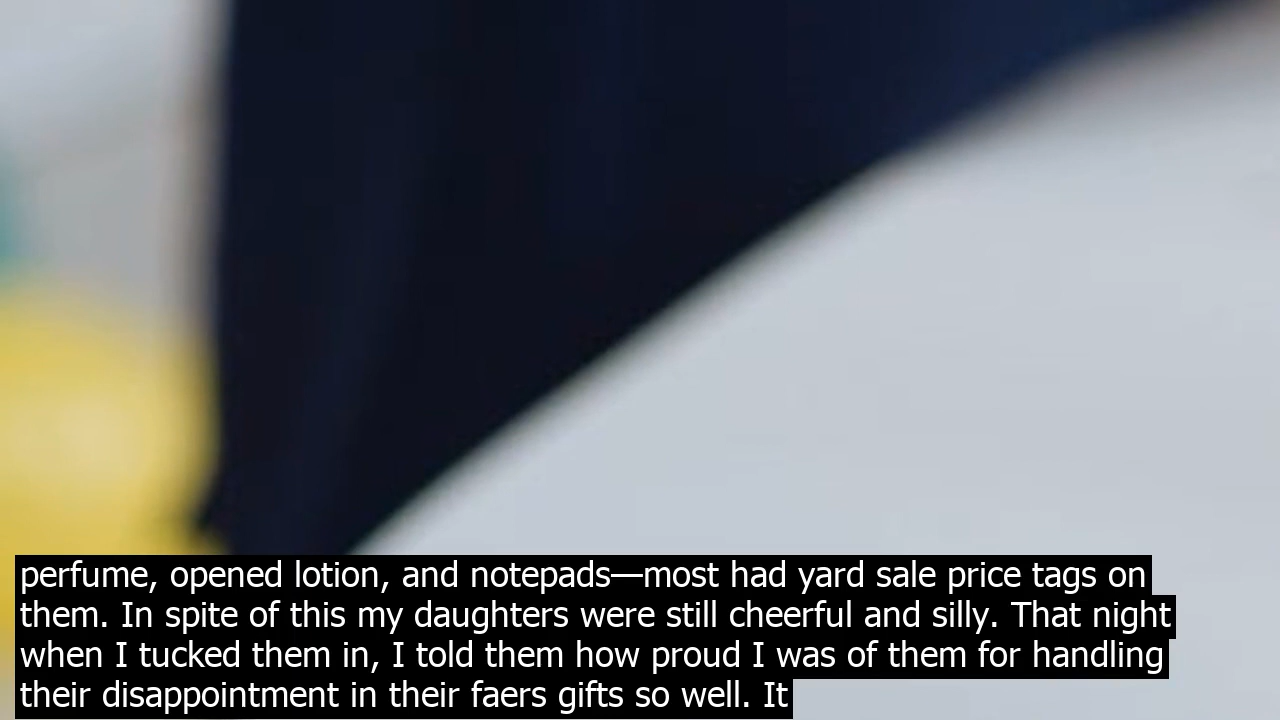 perfume, opened lotion, and notepads—most had yard sale price tags on
them. In spite of this my daughters were still cheerful and silly. That night
when I tucked them in, I told them how proud I was of them for handling
their disappointment in their faers gifts so well. It